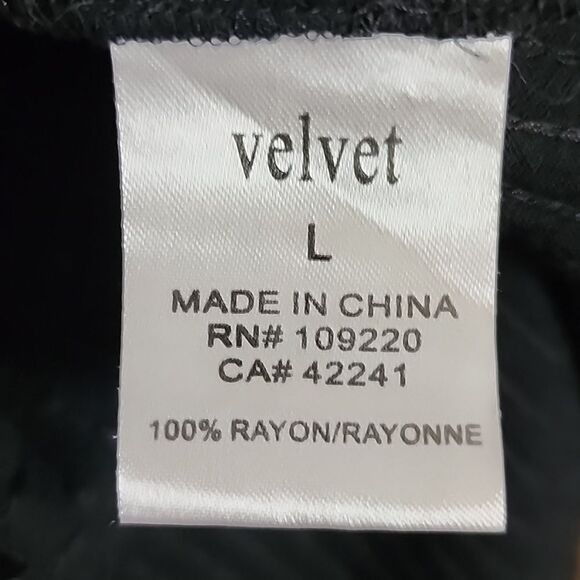 velvet
L
MADE IN CHINA
RN# 109220
CA# 42241
100% RAYON/RAYONNE